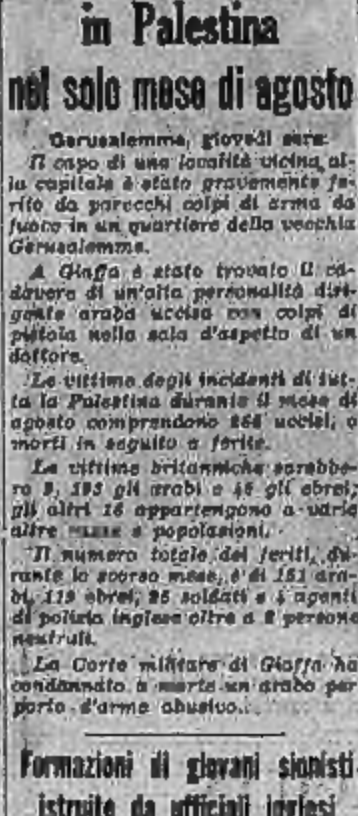 in Palestina
nel solo mese di agosto
Gerusalemme, giovedì sera:
Il capo di una località vicina al-
la capitale è stato gravemente fe-
rito da parecchi colpi di arma da
fuoco in un quartiere della vecchia
Gerusalemme.
A Giaffa è stato trovato il ca-
davere di un'alta personalità diri-
gente araba uccisa con colpi di
pistola nella sala d'aspetto di un
dottore.
Le vittime degli incidenti di tut-
ta la Palestina durante il mese di
agosto comprendono uccisi, o
morti in seguito a ferite.
Le vittime britanniche sarebbe-
ro gli arabi e gli ebrei;
gli altri 16 appartengono a varie
altre e popolazioni.
Il numero totale dei feriti, du-
rante lo scorso mese, è di ara-
bi, ebrei, soldati e agenti
di polizia inglese oltre a persone
neutrali.
La Corte militare di Giaffa ha
condannato a morte un arabo per
porto d'arme abusivo.
Formazioni di giovani sionisti
istruite da ufficiali inglesi